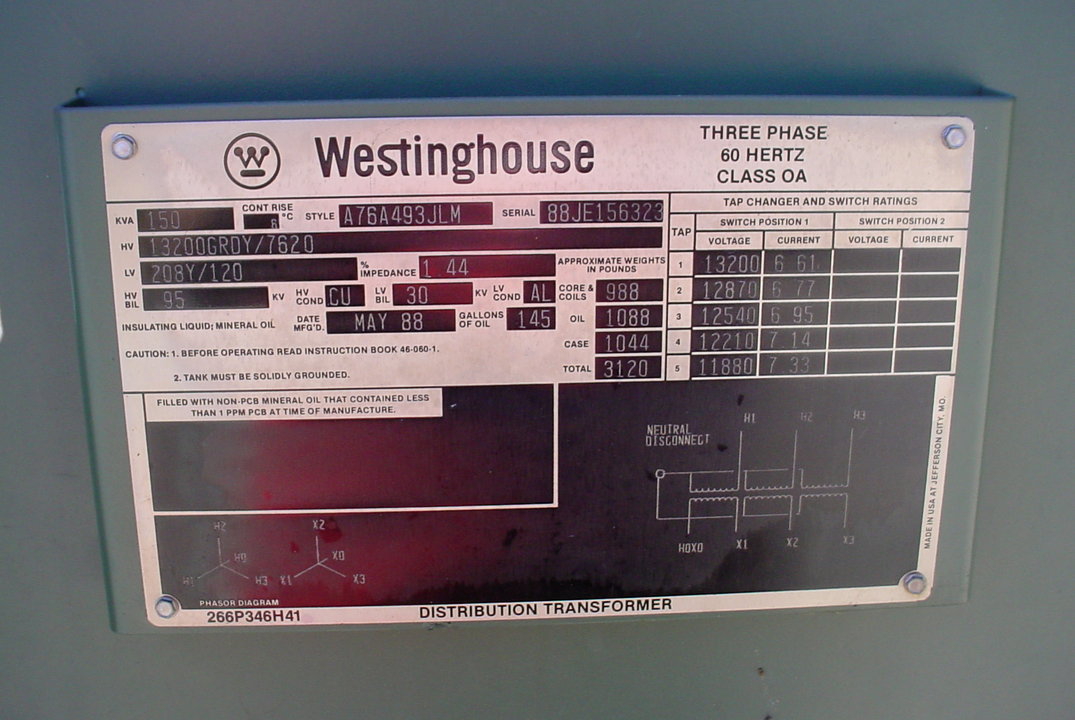 Westinghouse
THREE PHASE
60 HERTZ
CLASS OA
KVA 150 CONT RISE °C STYLE A76A493JLM SERIAL 88JE156323
HV 13200GRDY/7620
LV 208Y/120 % IMPEDANCE 1 44 APPROXIMATE WEIGHTS IN POUNDS
HV BIL 95 KV HV COND CU LV BIL 30 KV LV COND AL CORE & COILS 988
INSULATING LIQUID; MINERAL OIL DATE MFG'D. MAY 88 GALLONS OF OIL 145 OIL 1088
CAUTION: 1. BEFORE OPERATING READ INSTRUCTION BOOK 46-060-1. CASE 1044
2. TANK MUST BE SOLIDLY GROUNDED. TOTAL 3120
TAP CHANGER AND SWITCH RATINGS
TAP SWITCH POSITION 1 SWITCH POSITION 2
VOLTAGE CURRENT VOLTAGE CURRENT
1 13200 6 61
2 12870 6 77
3 12540 6 95
4 12210 7 14
5 11880 7 33
FILLED WITH NON-PCB MINERAL OIL THAT CONTAINED LESS
THAN 1 PPM PCB AT TIME OF MANUFACTURE.
H1 H2 H3
NEUTRAL
DISCONNECT
H0X0 X1 X2 X3
H2 X2
H0 X0
H1 H3 X1 X3
PHASOR DIAGRAM
266P346H41
DISTRIBUTION TRANSFORMER
MADE IN USA AT JEFFERSON CITY, MO.